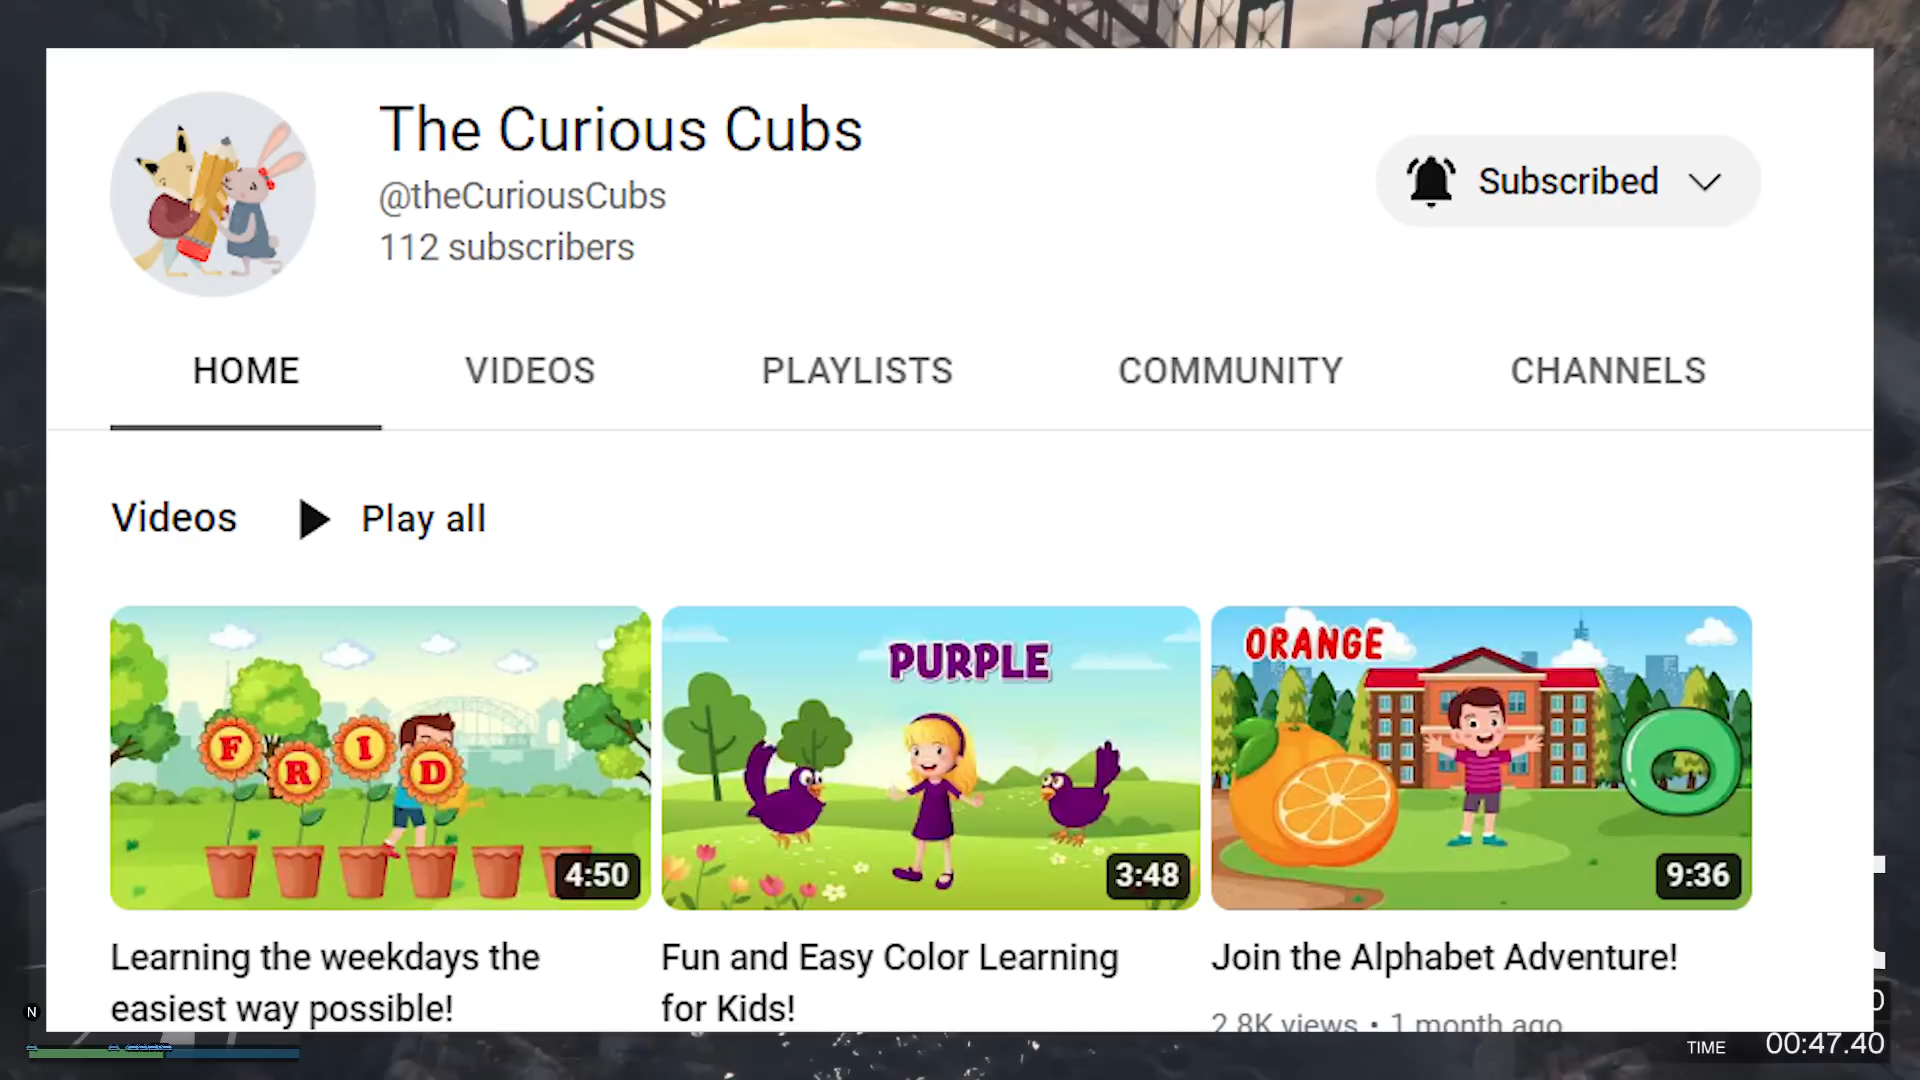 The Curious Cubs
@theCuriousCubs
112 subscribers
Subscribed
HOME
VIDEOS
PLAYLISTS
COMMUNITY
CHANNELS
Videos
Play all
F
R
I
D
4:50
PURPLE
3:48
ORANGE
9:36
Learning the weekdays the
easiest way possible!
Fun and Easy Color Learning
for Kids!
Join the Alphabet Adventure!
2.8K views • 1 month ago
N
0
TIME 00:47.40